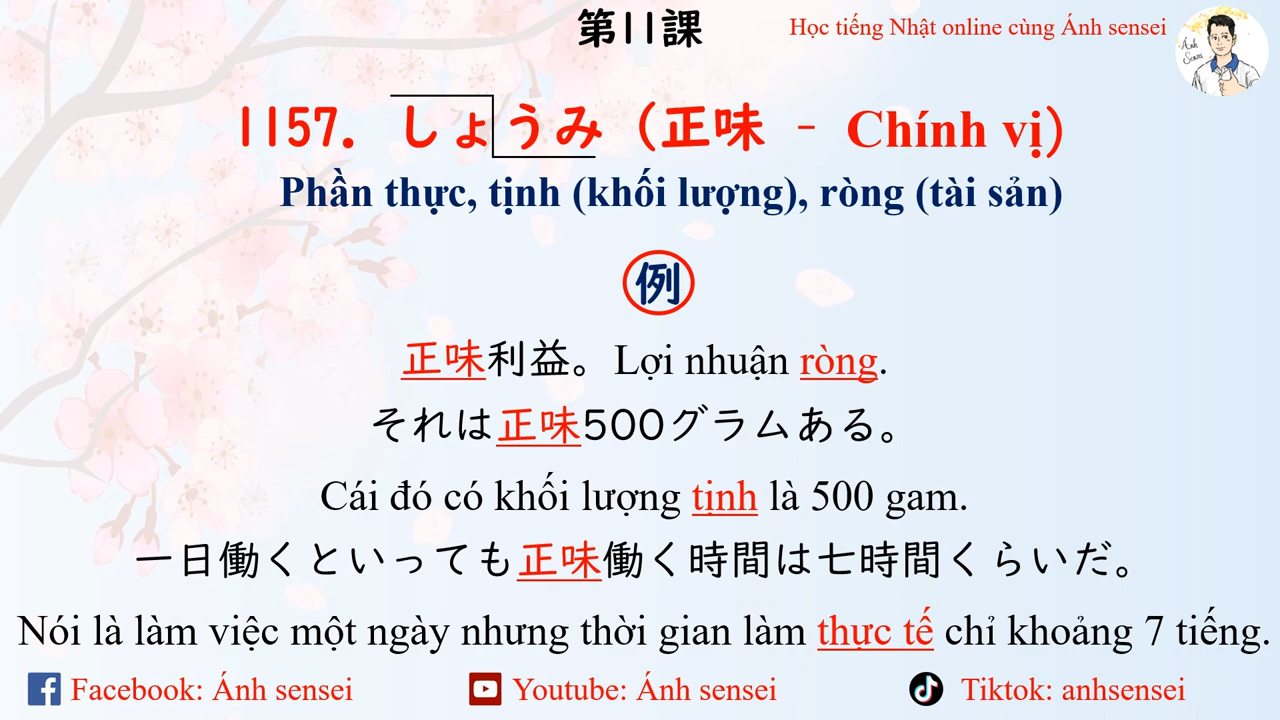 第11課
Học tiếng Nhật online cùng Ánh sensei
Anh Sensei
1157. しょうみ（正味 - Chính vị)
Phần thực, tịnh (khối lượng), ròng (tài sản)
例
正味利益。Lợi nhuận ròng.
それは正味500グラムある。
Cái đó có khối lượng tịnh là 500 gam.
一日働くといっても正味働く時間は七時間くらいだ。
Nói là làm việc một ngày nhưng thời gian làm thực tế chỉ khoảng 7 tiếng.
Facebook: Ánh sensei
Youtube: Ánh sensei
Tiktok: anhsensei